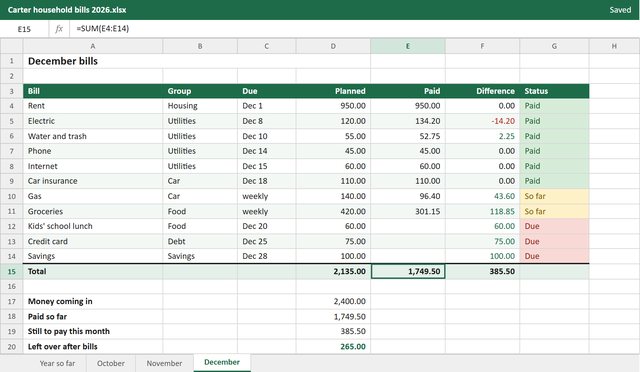 Carter household bills 2026.xlsx Saved
E15 fx =SUM(E4:E14)
A B C D E F G H
1 December bills
2
3 Bill Group Due Planned Paid Difference Status
4 Rent Housing Dec 1 950.00 950.00 0.00 Paid
5 Electric Utilities Dec 8 120.00 134.20 -14.20 Paid
6 Water and trash Utilities Dec 10 55.00 52.75 2.25 Paid
7 Phone Utilities Dec 14 45.00 45.00 0.00 Paid
8 Internet Utilities Dec 15 60.00 60.00 0.00 Paid
9 Car insurance Car Dec 18 110.00 110.00 0.00 Paid
10 Gas Car weekly 140.00 96.40 43.60 So far
11 Groceries Food weekly 420.00 301.15 118.85 So far
12 Kids' school lunch Food Dec 20 60.00 60.00 Due
13 Credit card Debt Dec 25 75.00 75.00 Due
14 Savings Savings Dec 28 100.00 100.00 Due
15 Total 2,135.00 1,749.50 385.50
16
17 Money coming in 2,400.00
18 Paid so far 1,749.50
19 Still to pay this month 385.50
20 Left over after bills 265.00
Year so far October November December